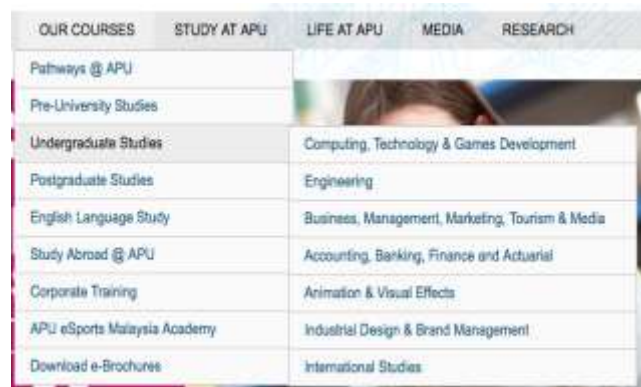 OUR COURSES STUDY AT APU LIFE AT APU MEDIA RESEARCH
Pathways @ APU
Pre-University Studies
Undergraduate Studies
Postgraduate Studies
English Language Study
Study Abroad @ APU
Corporate Training
APU eSports Malaysia Academy
Download e-Brochures
Computing, Technology & Games Development
Engineering
Business, Management, Marketing, Tourism & Media
Accounting, Banking, Finance and Actuarial
Animation & Visual Effects
Industrial Design & Brand Management
International Studies